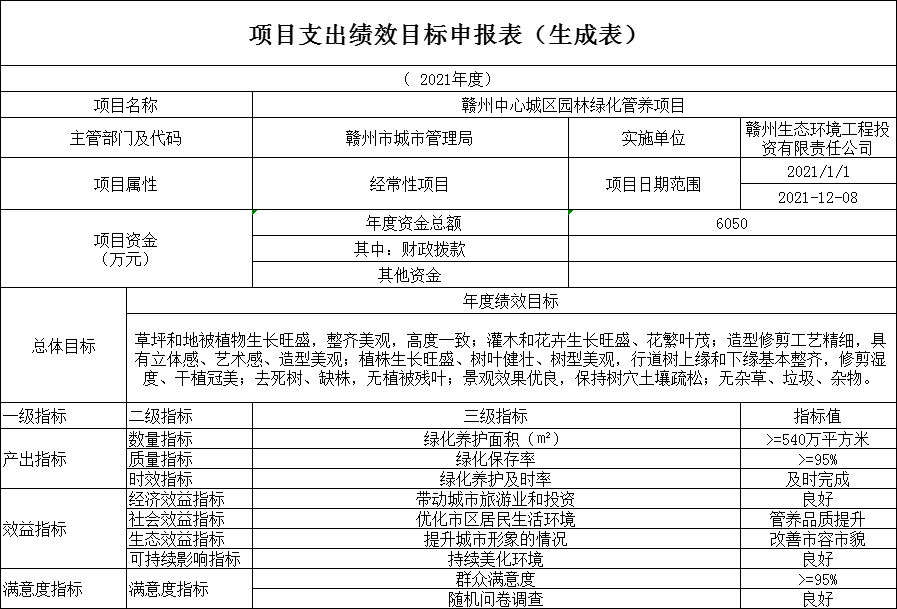 项目支出绩效目标申报表（生成表）
（ 2021年度）
项目名称 赣州中心城区园林绿化管养项目
主管部门及代码 赣州市城市管理局 实施单位 赣州生态环境工程投
资有限责任公司
项目属性 经常性项目 项目日期范围 2021/1/1
2021-12-08
项目资金
（万元）
年度资金总额 6050
其中：财政拨款
其他资金
总体目标
年度绩效目标
草坪和地被植物生长旺盛，整齐美观，高度一致；灌木和花卉生长旺盛、花繁叶茂；造型修剪工艺精细，具
有立体感、艺术感、造型美观；植株生长旺盛、树叶健壮、树型美观，行道树上缘和下缘基本整齐，修剪湿
度、干植冠美；去死树、缺株，无植被残叶；景观效果优良，保持树穴土壤疏松；无杂草、垃圾、杂物。
一级指标 二级指标 三级指标 指标值
产出指标 数量指标 绿化养护面积（㎡） >=540万平方米
质量指标 绿化保存率 >=95%
时效指标 绿化养护及时率 及时完成
效益指标 经济效益指标 带动城市旅游业和投资 良好
社会效益指标 优化市区居民生活环境 管养品质提升
生态效益指标 提升城市形象的情况 改善市容市貌
可持续影响指标 持续美化环境 良好
满意度指标 满意度指标 群众满意度 >=95%
随机问卷调查 良好